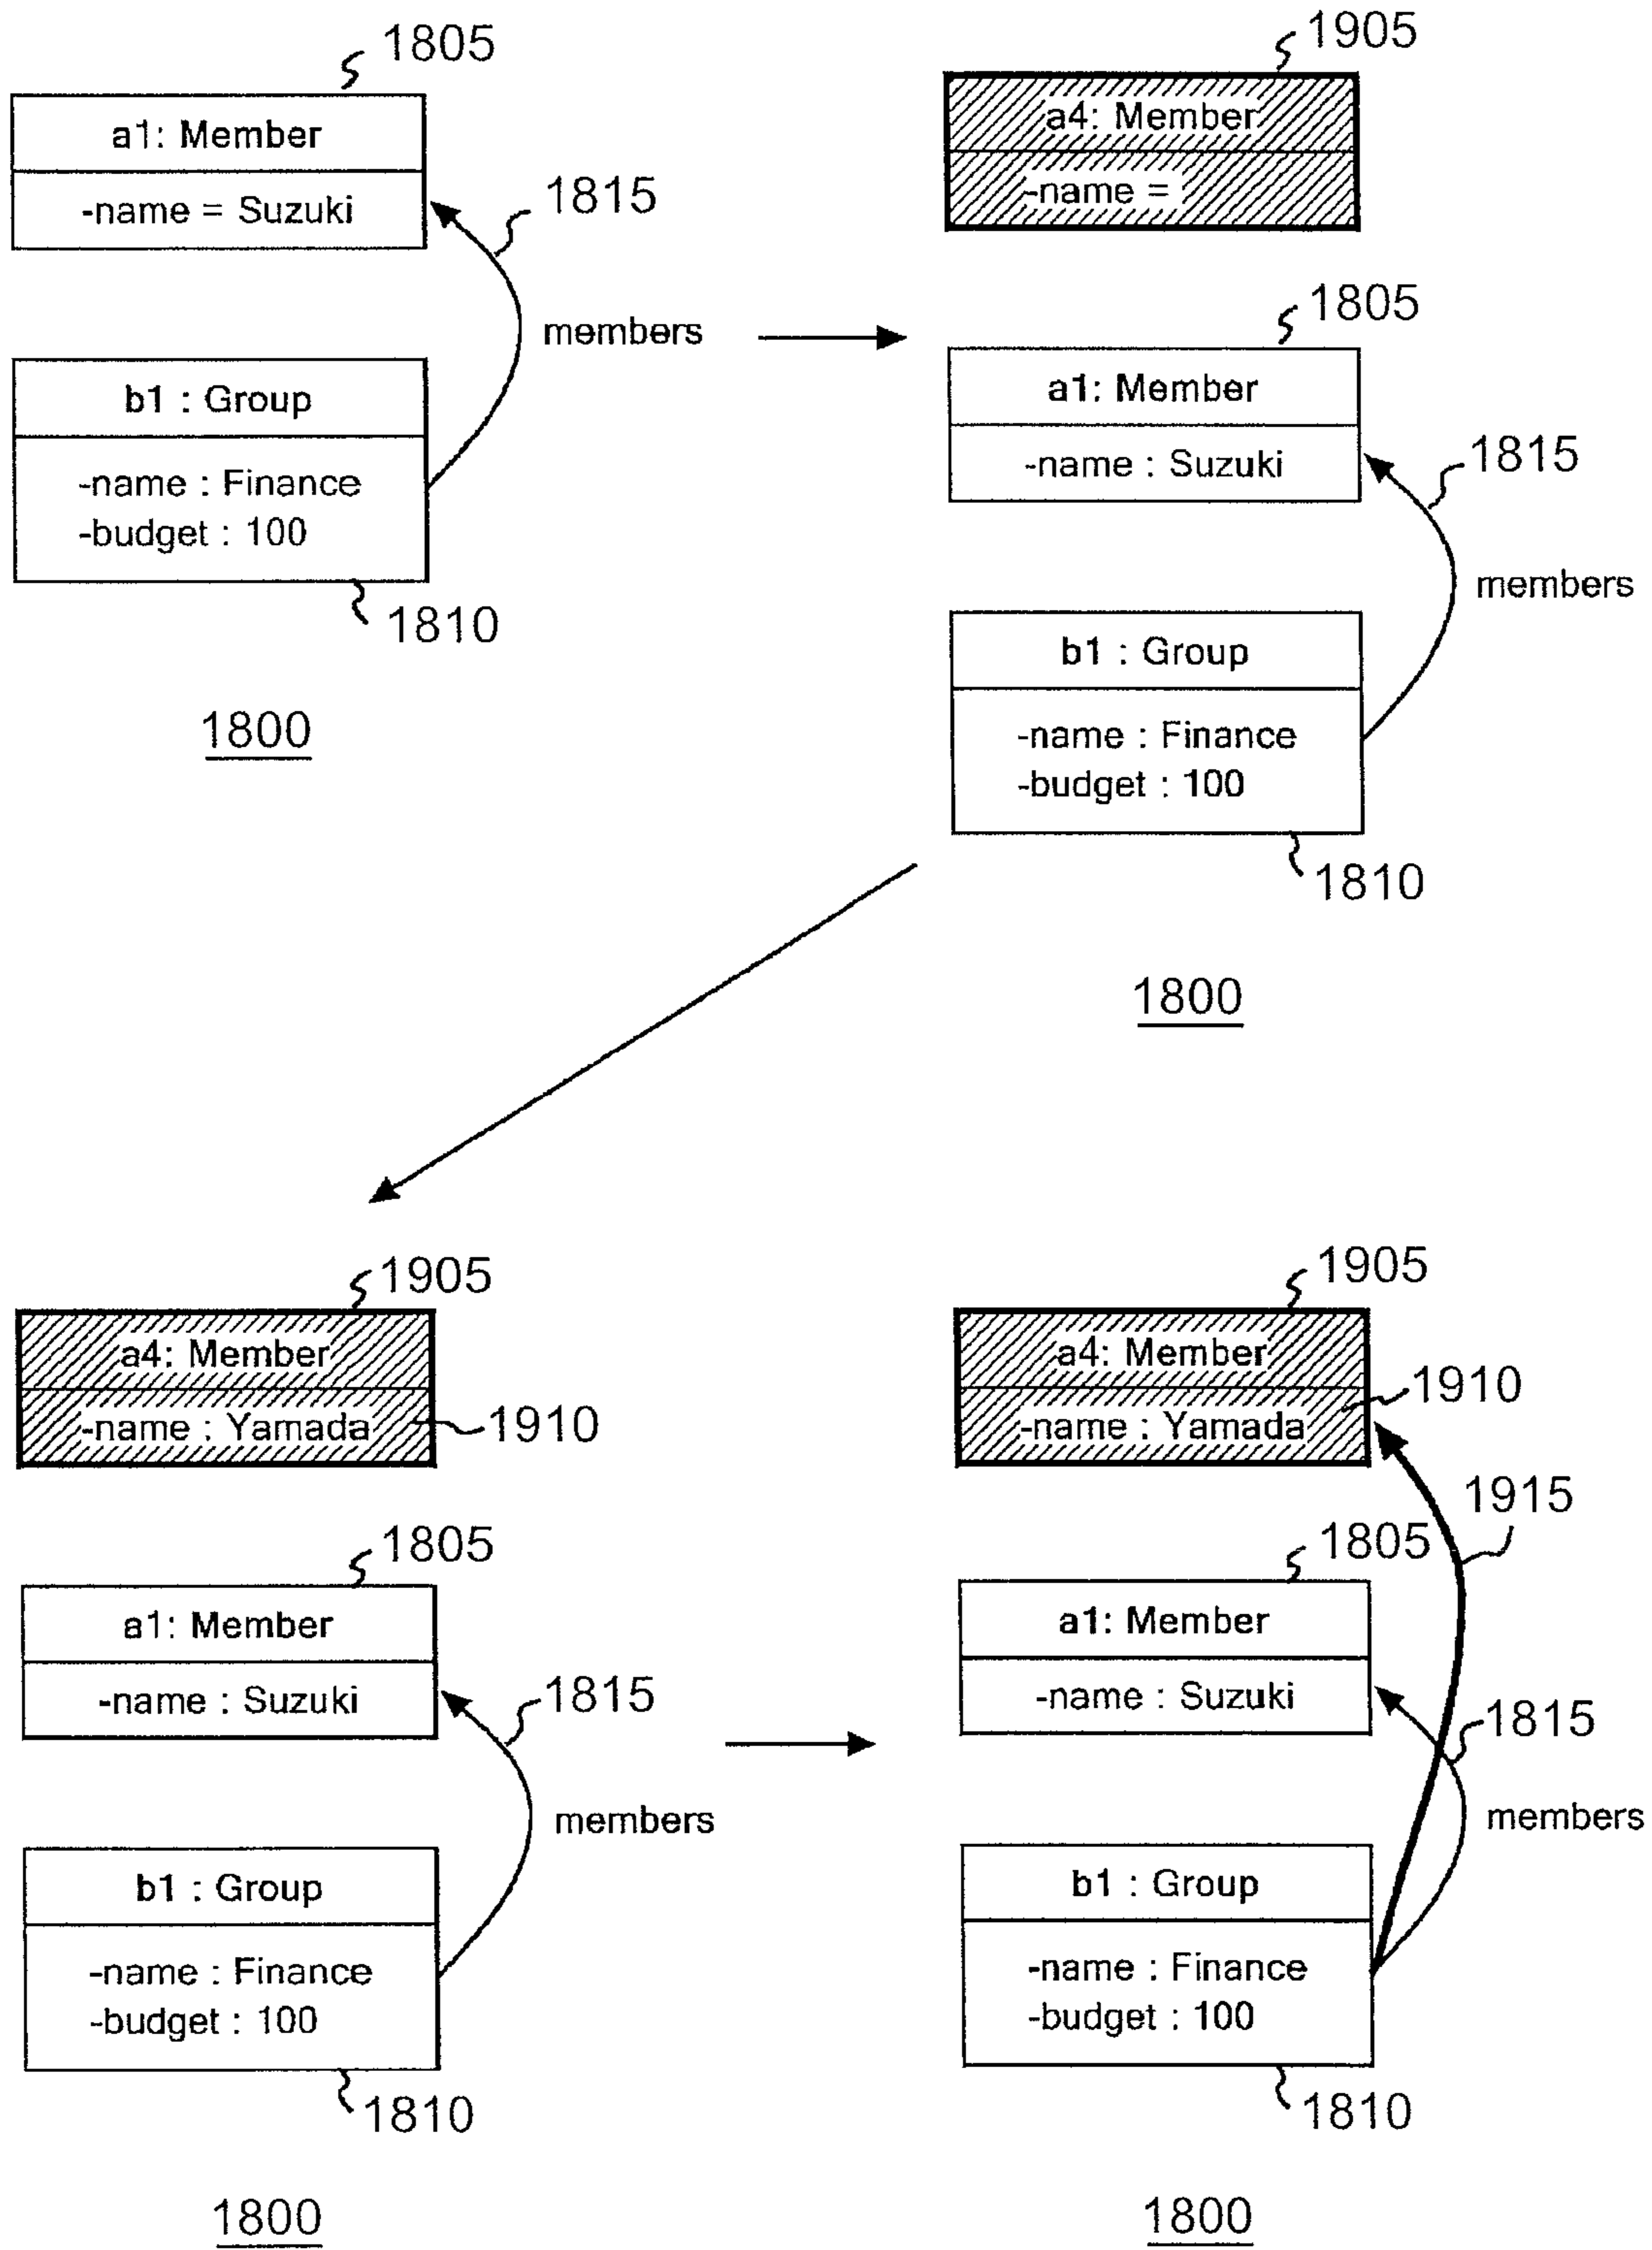 1805
a1: Member
-name = Suzuki
1815
members
b1 : Group
-name : Finance
-budget : 100
1810
1800
1905
a4: Member
-name =
1805
a1: Member
-name : Suzuki
1815
members
b1 : Group
-name : Finance
-budget : 100
1810
1800
1905
a4: Member
-name : Yamada
1910
1805
a1: Member
-name : Suzuki
1815
members
b1 : Group
-name : Finance
-budget : 100
1810
1800
1905
a4: Member
1910
-name : Yamada
1915
1805
a1: Member
-name : Suzuki
1815
members
b1 : Group
-name : Finance
-budget : 100
1810
1800